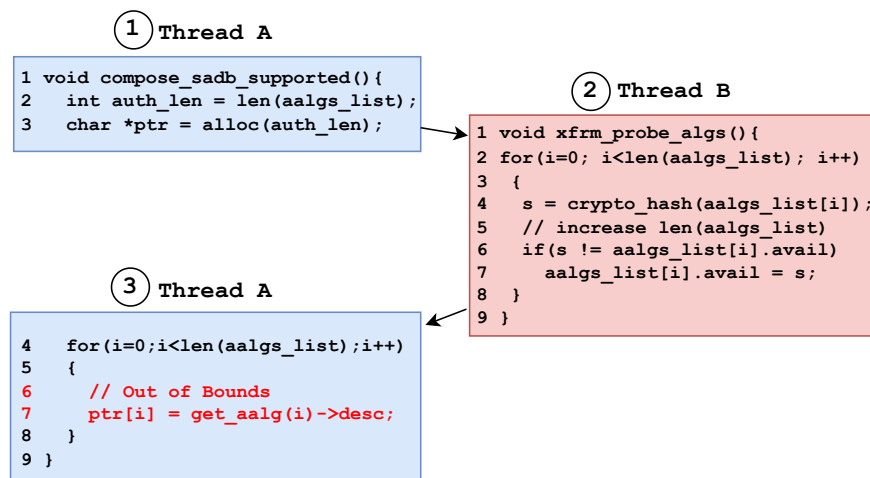 1 Thread A
1 void compose_sadb_supported(){
2   int auth_len = len(aalgs_list);
3   char *ptr = alloc(auth_len);
2 Thread B
1 void xfrm_probe_algs(){
2 for(i=0; i<len(aalgs_list); i++)
3  {
4   s = crypto_hash(aalgs_list[i]);
5   // increase len(aalgs_list)
6   if(s != aalgs_list[i].avail)
7     aalgs_list[i].avail = s;
8  }
9 }
3 Thread A
4   for(i=0;i<len(aalgs_list);i++)
5   {
6     // Out of Bounds
7     ptr[i] = get_aalg(i)->desc;
8   }
9 }